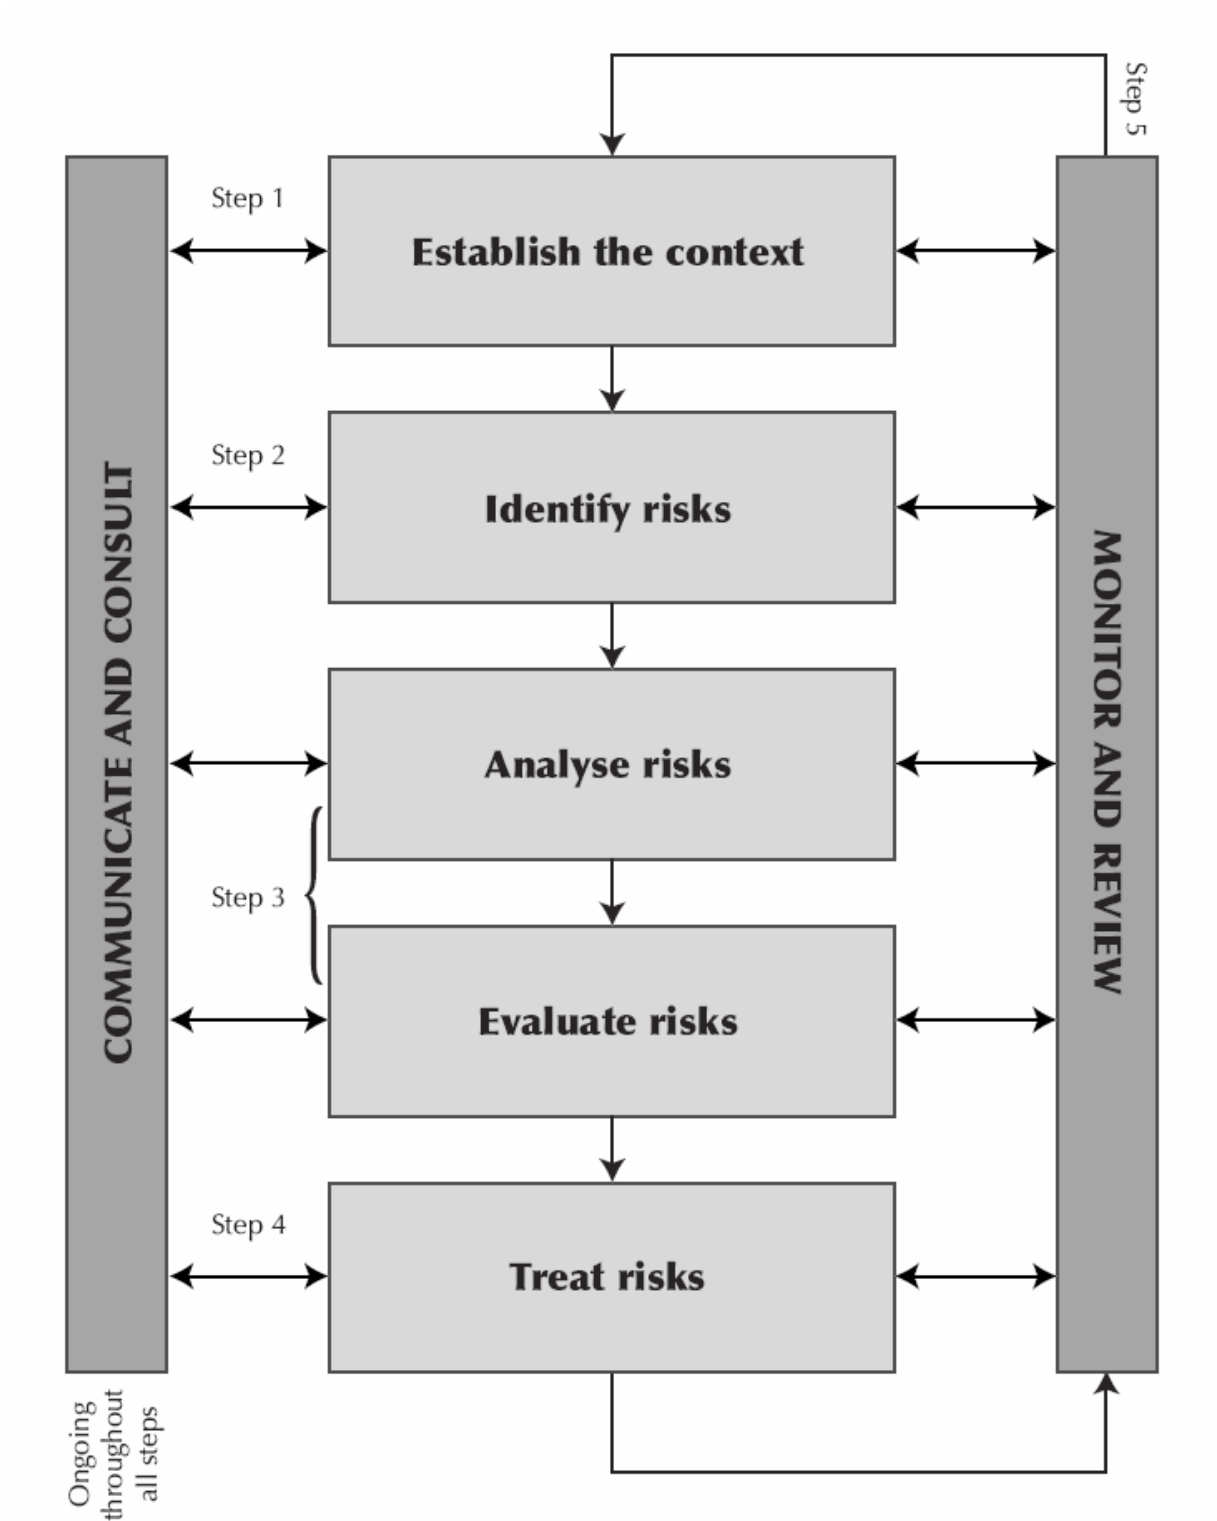 Step 5
Step 1
Establish the context
Step 2
Identify risks
COMMUNICATE AND CONSULT
MONITOR AND REVIEW
Analyse risks
Step 3
Evaluate risks
Step 4
Treat risks
Ongoing
throughout
all steps